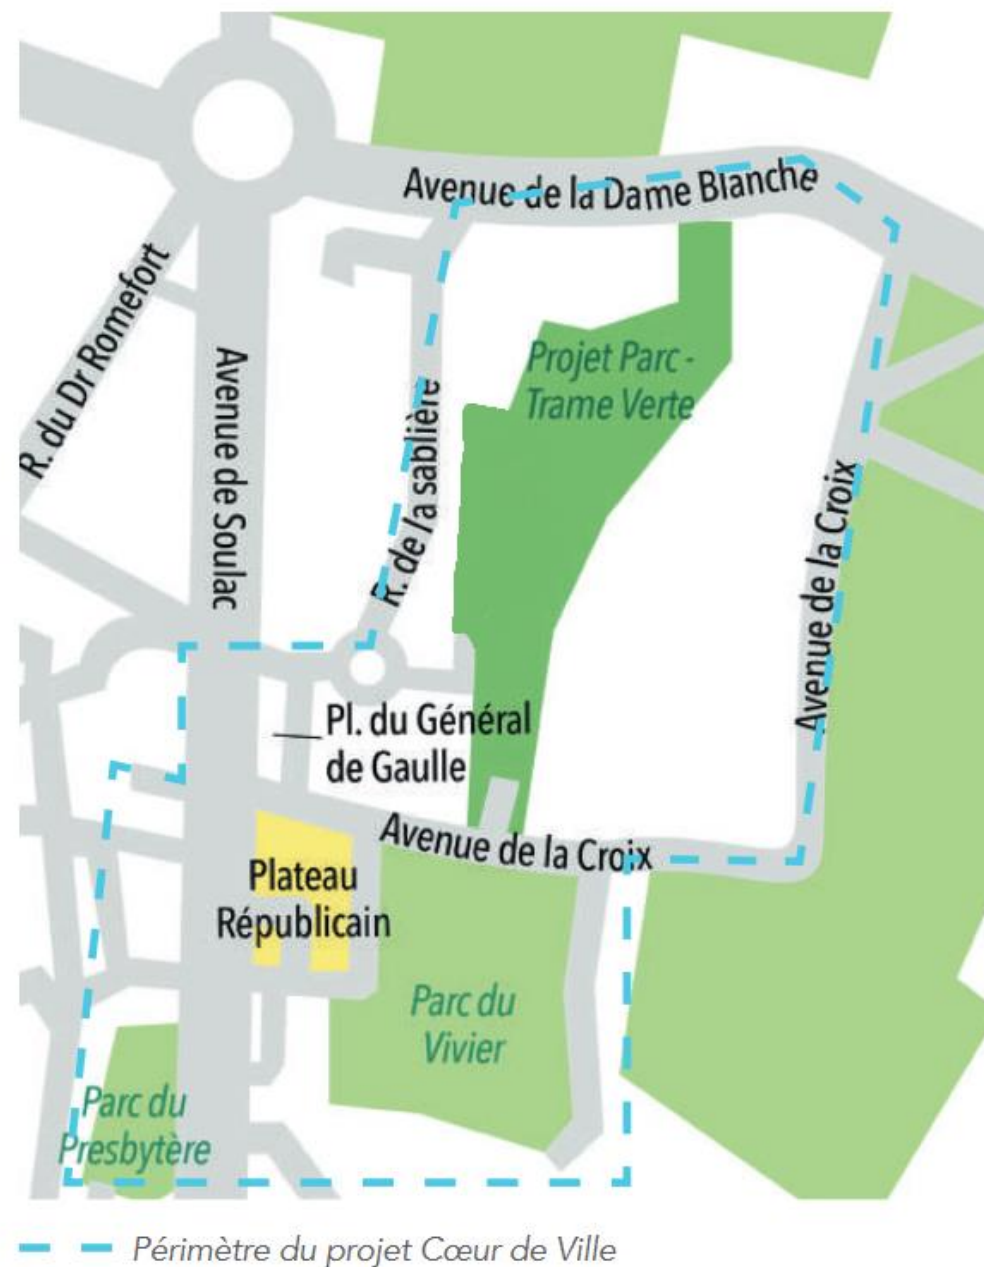 Avenue de la Dame Blanche
R. du Dr Romefort
Avenue de Soulac
Projet Parc -
Trame Verte
R. de la sablière
Avenue de la Croix
Pl. du Général
de Gaulle
Avenue de la Croix
Plateau
Républicain
Parc du
Vivier
Parc du
Presbytère
Périmètre du projet Cœur de Ville